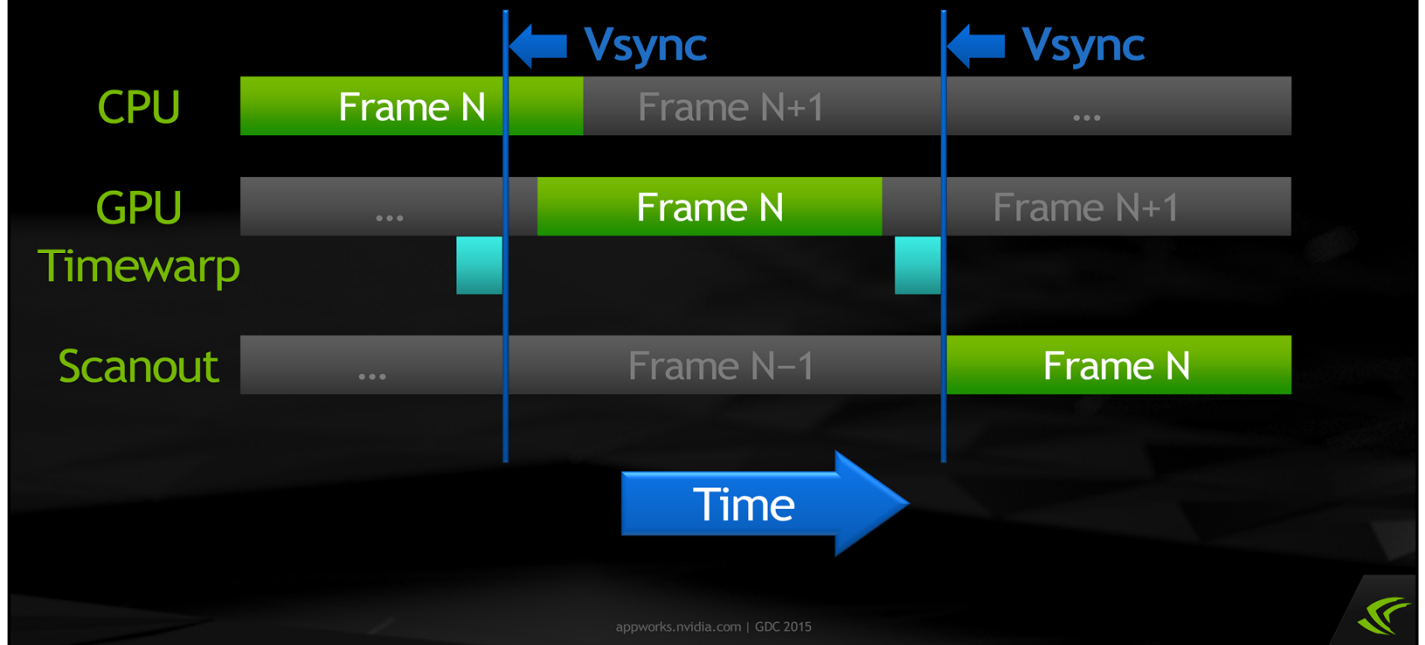 Vsync Vsync
CPU Frame N Frame N+1 ...
GPU ... Frame N Frame N+1
Timewarp
Scanout ... Frame N–1 Frame N
Time
appworks.nvidia.com | GDC 2015